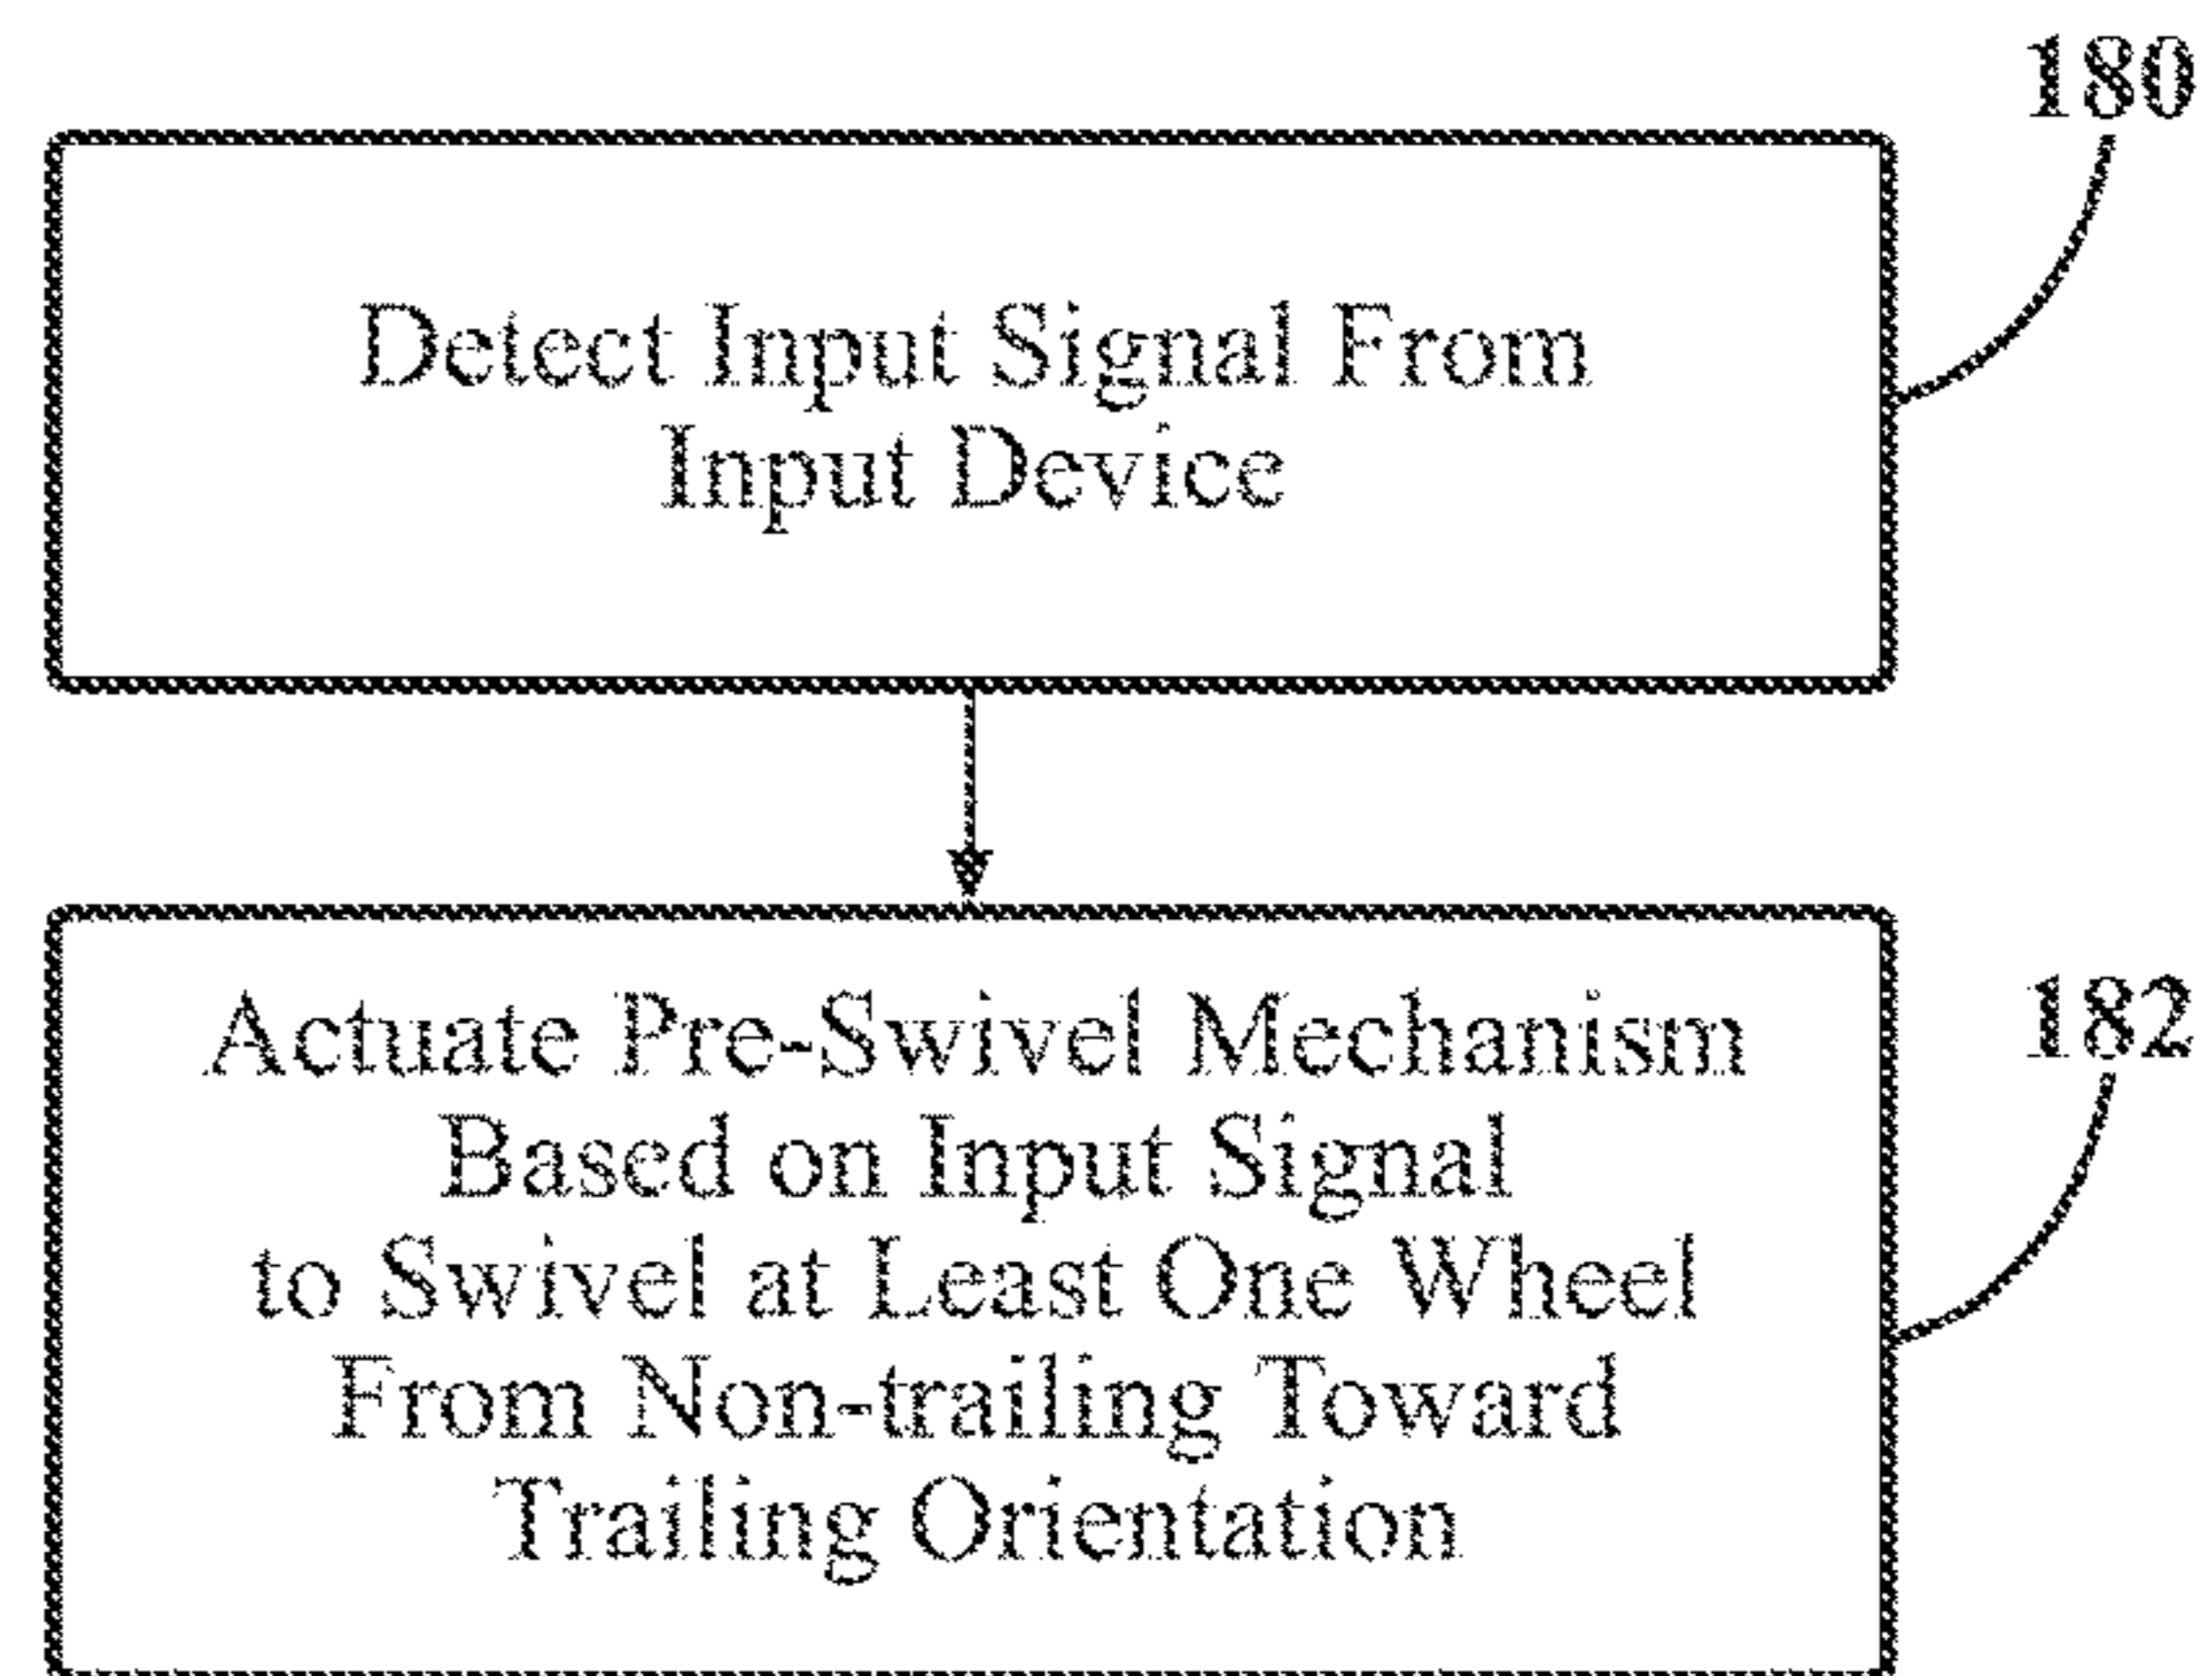 180
Detect Input Signal From
Input Device
182
Actuate Pre-Swivel Mechanism
Based on Input Signal
to Swivel at Least One Wheel
From Non-trailing Toward
Trailing Orientation